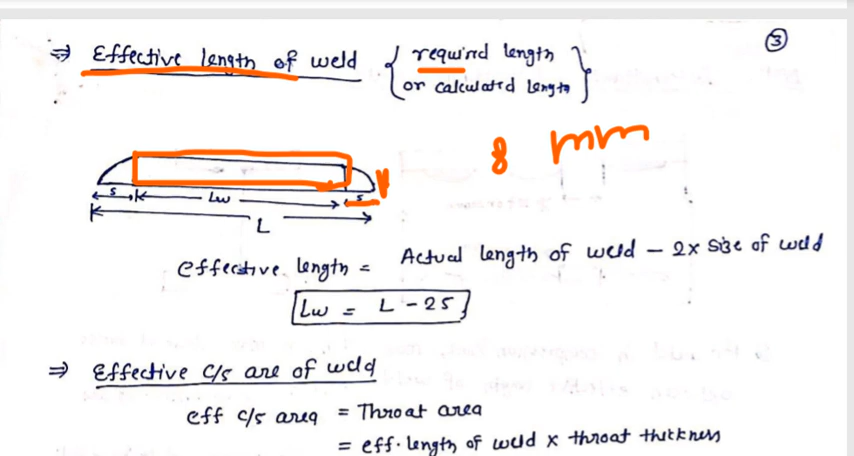 ③
⇒ Effective length of weld { required length
or calculated length }
8 mm
s Lw s
L
effective length = Actual length of weld - 2x size of weld
Lw = L - 2S
⇒ Effective c/s are of weld
eff c/s area = Throat area
= eff. length of weld x throat thickness